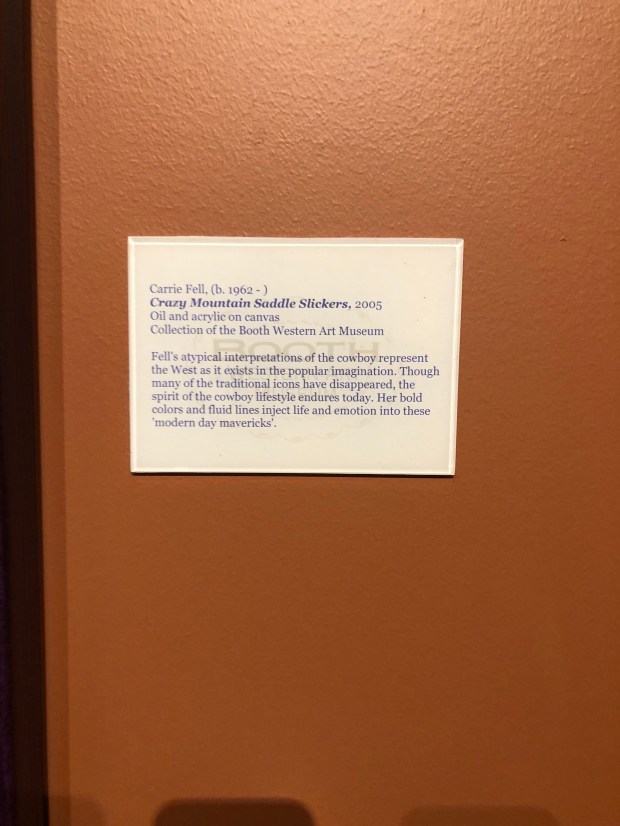 Carrie Fell, (b. 1962 - )
Crazy Mountain Saddle Slickers, 2005
Oil and acrylic on canvas
Collection of the Booth Western Art Museum
BOOTH
Fell's atypical interpretations of the cowboy represent
the West as it exists in the popular imagination. Though
many of the traditional icons have disappeared, the
spirit of the cowboy lifestyle endures today. Her bold
colors and fluid lines inject life and emotion into these
'modern day mavericks'.